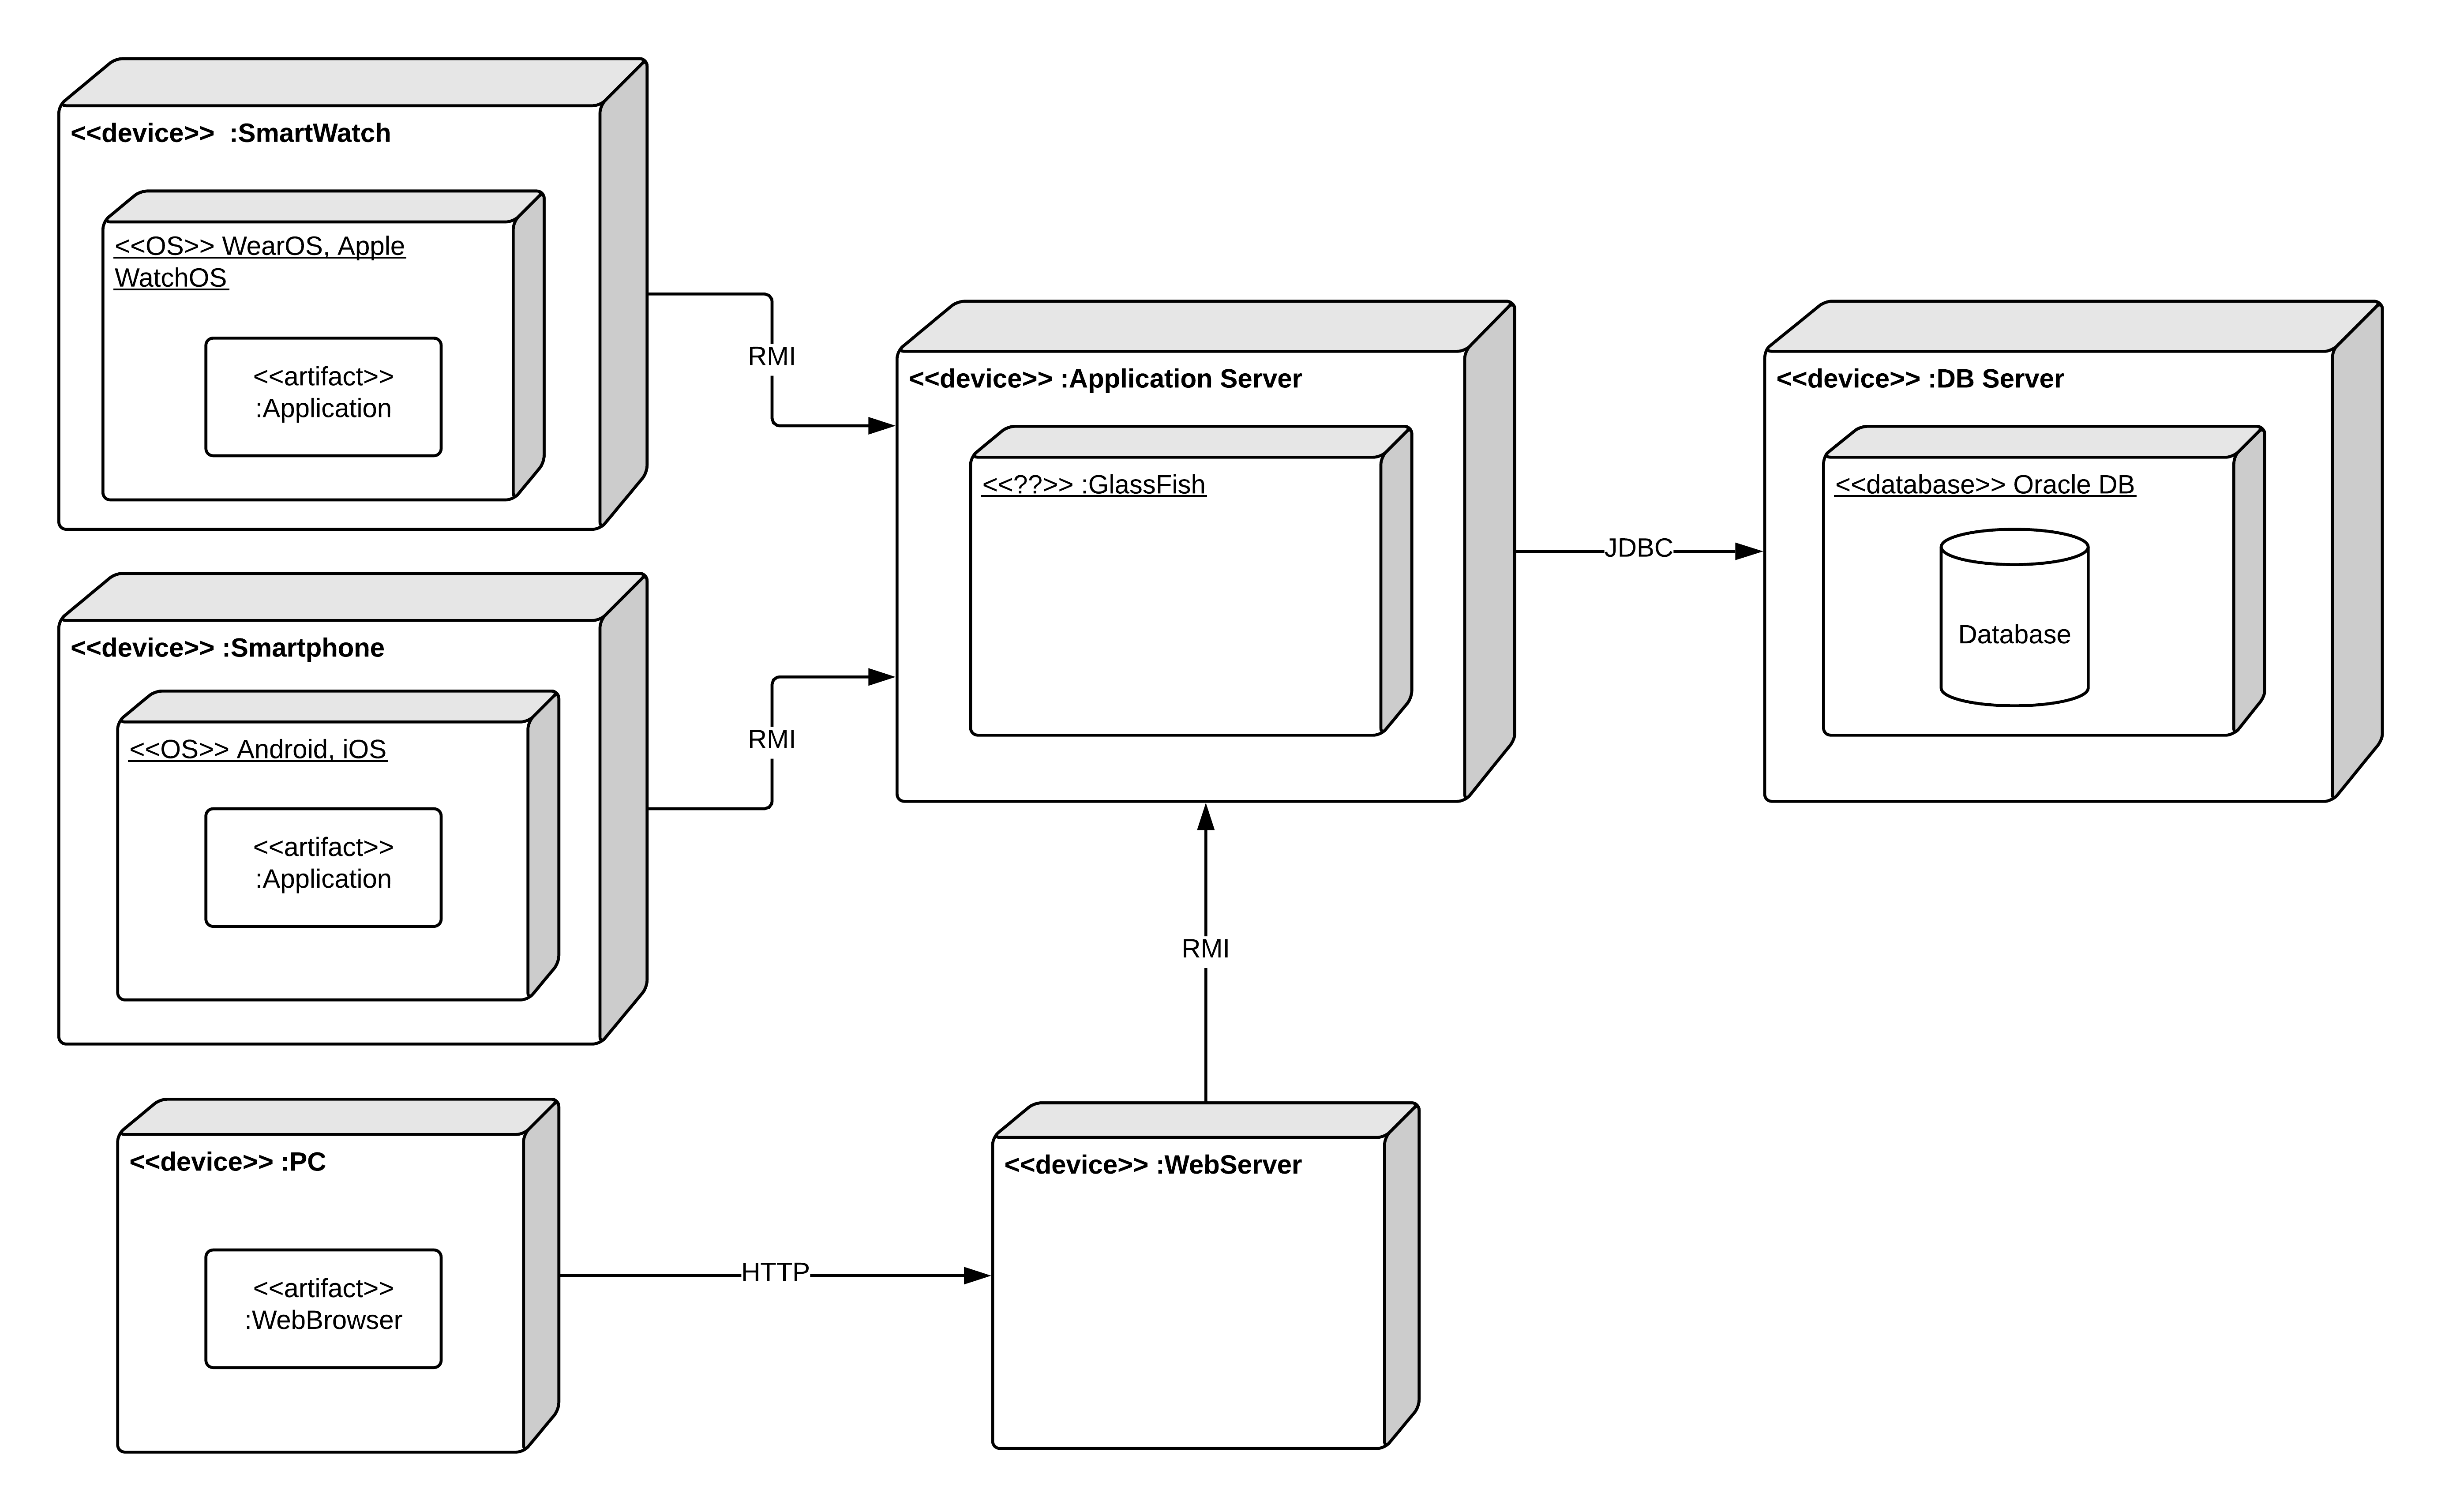 <<device>>  :SmartWatch
<<OS>> WearOS, Apple
WatchOS
<<artifact>>
:Application
RMI
<<device>> :Smartphone
<<OS>> Android, iOS
<<artifact>>
:Application
RMI
<<device>> :Application Server
<<??>> :GlassFish
JDBC
<<device>> :DB Server
<<database>> Oracle DB
Database
RMI
<<device>> :PC
<<artifact>>
:WebBrowser
HTTP
<<device>> :WebServer